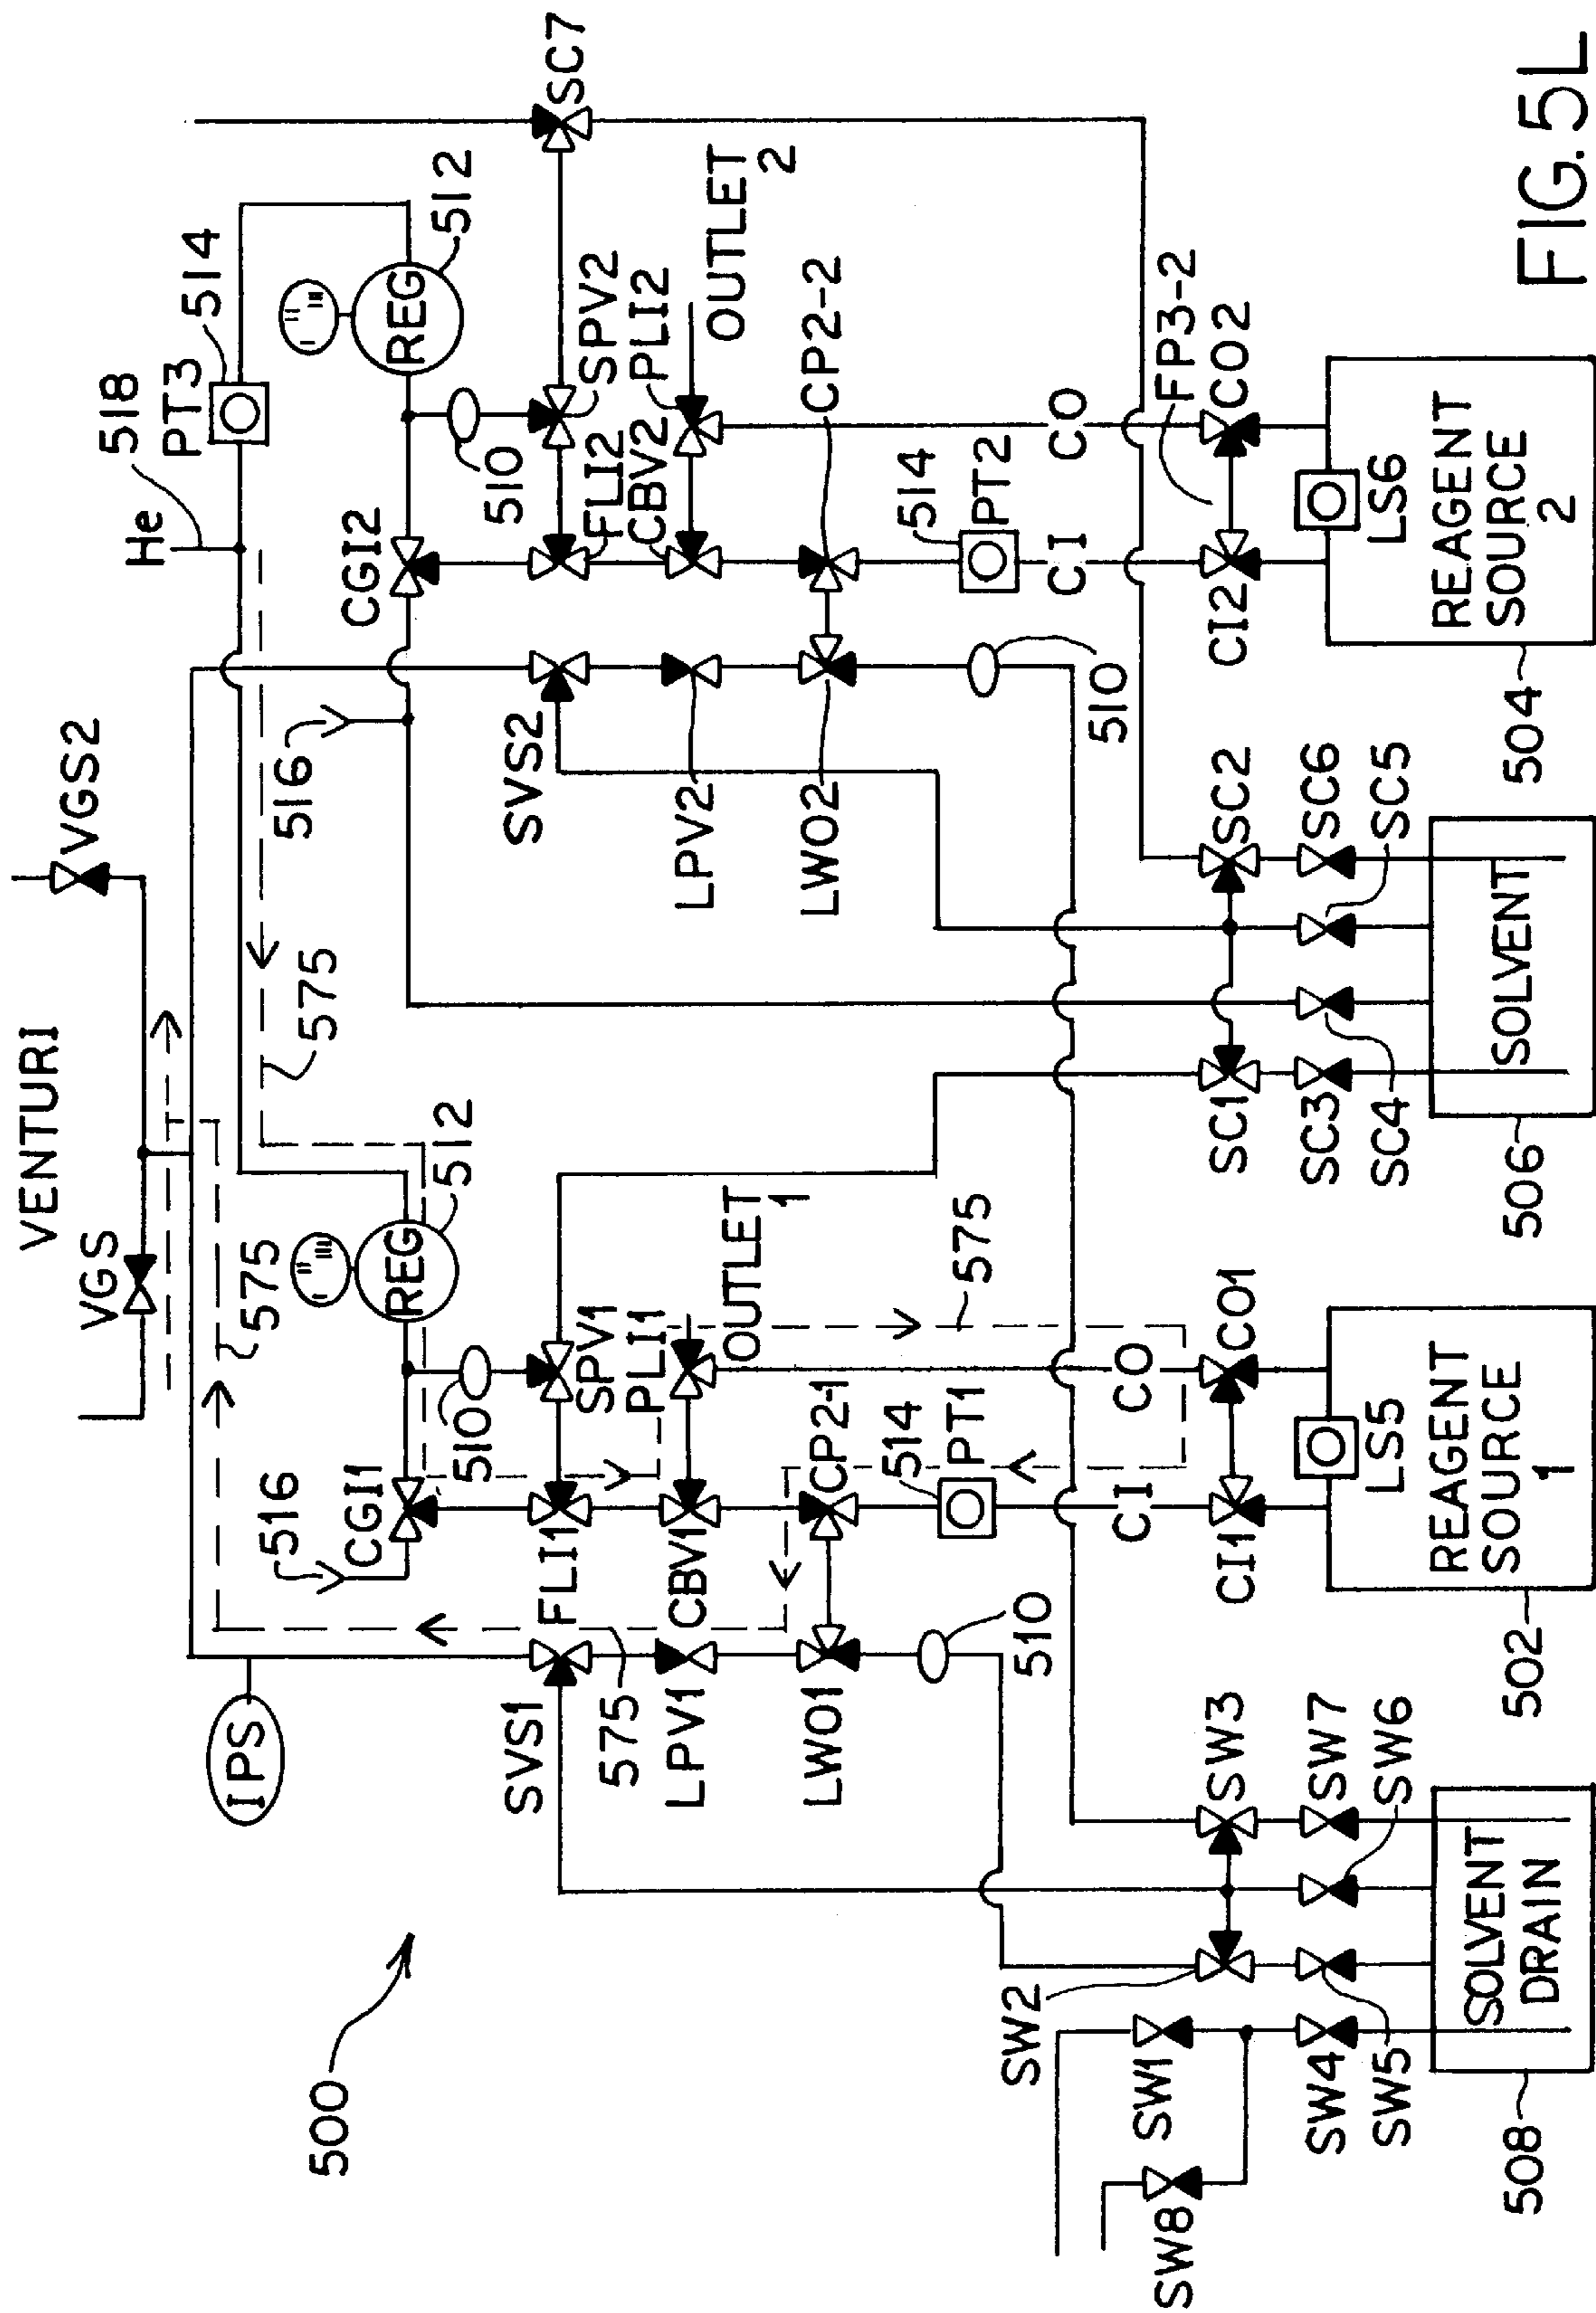 500
VENTURI
VGS
VGS2
518
He
PT3
514
IPS
575
575
516
512
REG
512
REG
516
CGI1
510
CGI2
510
SVS1
FLI1
SPV1
SVS2
FLI2
SPV2
SC7
575
LPV1
CBV1
PLI1
OUTLET
1
LPV2
CBV2
PLI2
OUTLET
2
LWO1
CP2-1
LWO2
CP2-2
510
514
PT1
575
510
514
PT2
CI
CO
CI
CO
FP3-2
SW2
SW3
CI1
CO1
SC1
SC2
CI2
CO2
SW8
SW1
SW4
SW5
SW7
SW6
SC3
SC4
SC6
SC5
LS5
LS6
SOLVENT
DRAIN
REAGENT
SOURCE
1
SOLVENT
REAGENT
SOURCE
2
508
502
506
504
FIG.5L